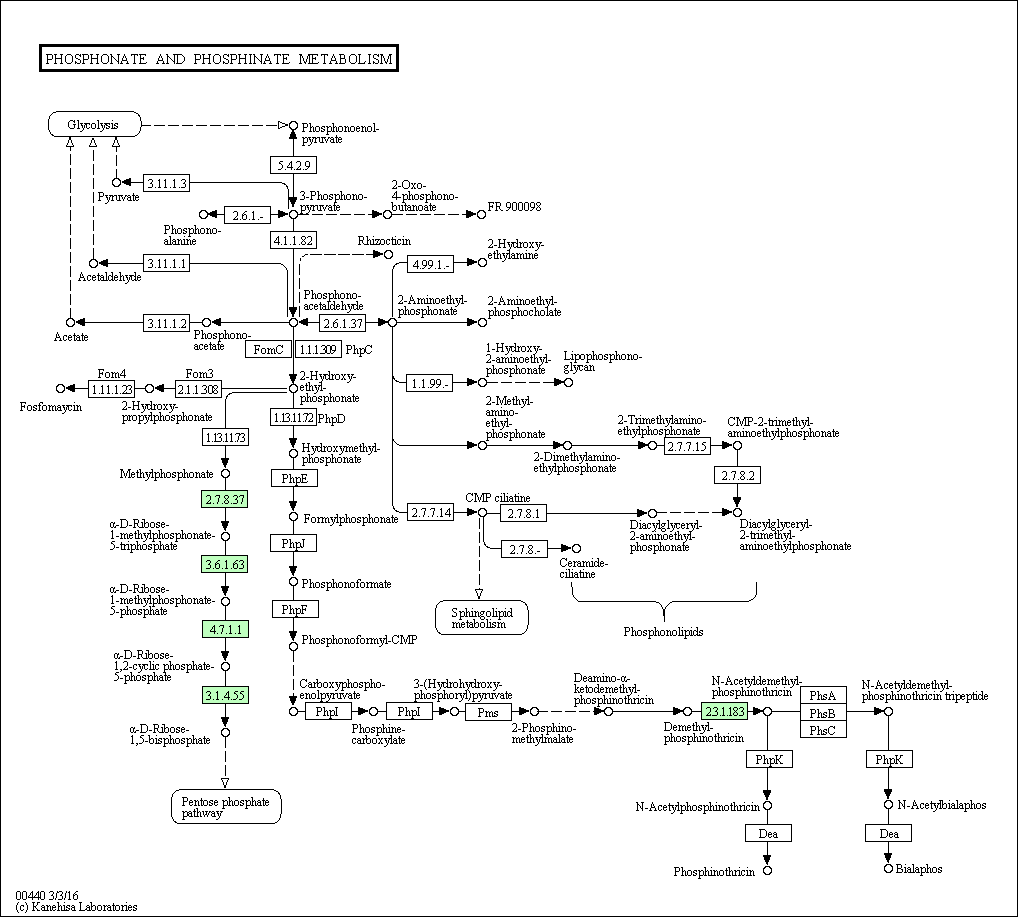 PHOSPHONATE AND PHOSPHINATE METABOLISM
Glycolysis
Phosphoenol-
pyruvate
5.4.2.9
3.11.1.3
Pyruvate
3-Phosphono-
pyruvate
2-Oxo-
4-phosphono-
butanoate
FR 900098
2.6.1.-
Phosphono-
alanine
4.1.1.82
Rhizocticin
2-Hydroxy-
ethylamine
4.99.1.-
3.11.1.1
Acetaldehyde
Phosphono-
acetaldehyde
2-Aminoethyl-
phosphonate
2-Aminoethyl-
phosphocholate
3.11.1.2
2.6.1.37
Acetate
Phosphono-
acetate
FomC
1.1.1.309
PhpC
1-Hydroxy-
2-aminoethyl-
phosphonate
Lipophosphono-
glycan
1.1.99.-
Fom4
1.11.1.23
Fom3
2.1.1.308
2-Hydroxy-
ethyl-
phosphonate
Fosfomaycin
2-Hydroxy-
propylphosphonate
1.13.11.72
PhpD
2-Methyl-
amino-
ethyl-
phosphonate
2-Trimethylamino-
ethylphosphonate
CMP-2-trimethyl-
aminoethylphosphonate
1.13.11.73
2.7.7.15
Hydroxymethyl-
phosphonate
2-Dimethylamino-
ethylphosphonate
Methylphosphonate
PhpE
2.7.8.2
2.7.8.37
CMP ciliatine
2.7.7.14
2.7.8.1
Formylphosphonate
α-D-Ribose-
1-methylphosphonate-
5-triphosphate
Diacylglyceryl-
2-aminoethyl-
phosphonate
Diacylglyceryl-
2-trimethyl-
aminoethylphosphonate
PhpJ
2.7.8.-
3.6.1.63
Ceramide-
ciliatine
Phosphonoformate
α-D-Ribose-
1-methylphosphonate-
5-phosphate
PhpF
Sphingolipid
metabolism
4.7.1.1
Phosphonolipids
Phosphonoformyl-CMP
α-D-Ribose-
1,2-cyclic phosphate-
5-phosphate
3.1.4.55
Carboxyphospho-
enolpyruvate
3-(Hydrohydroxy-
phosphoryl)pyruvate
Deamino-α-
ketodemethyl-
phosphinothricin
N-Acetyldemethyl-
phosphinothricin
N-Acetyldemethyl-
phosphinothricin tripeptide
PhpI
PhpI
Pms
2.3.1.183
PhsA
PhsB
PhsC
Phosphine-
carboxylate
2-Phosphino-
methylmalate
Demethyl-
phosphinothricin
α-D-Ribose-
1,5-bisphosphate
PhpK
PhpK
Pentose phosphate
pathway
N-Acetylphosphinothricin
N-Acetylbialaphos
Dea
Dea
Phosphinothricin
Bialaphos
00440 3/3/16
(c) Kanehisa Laboratories